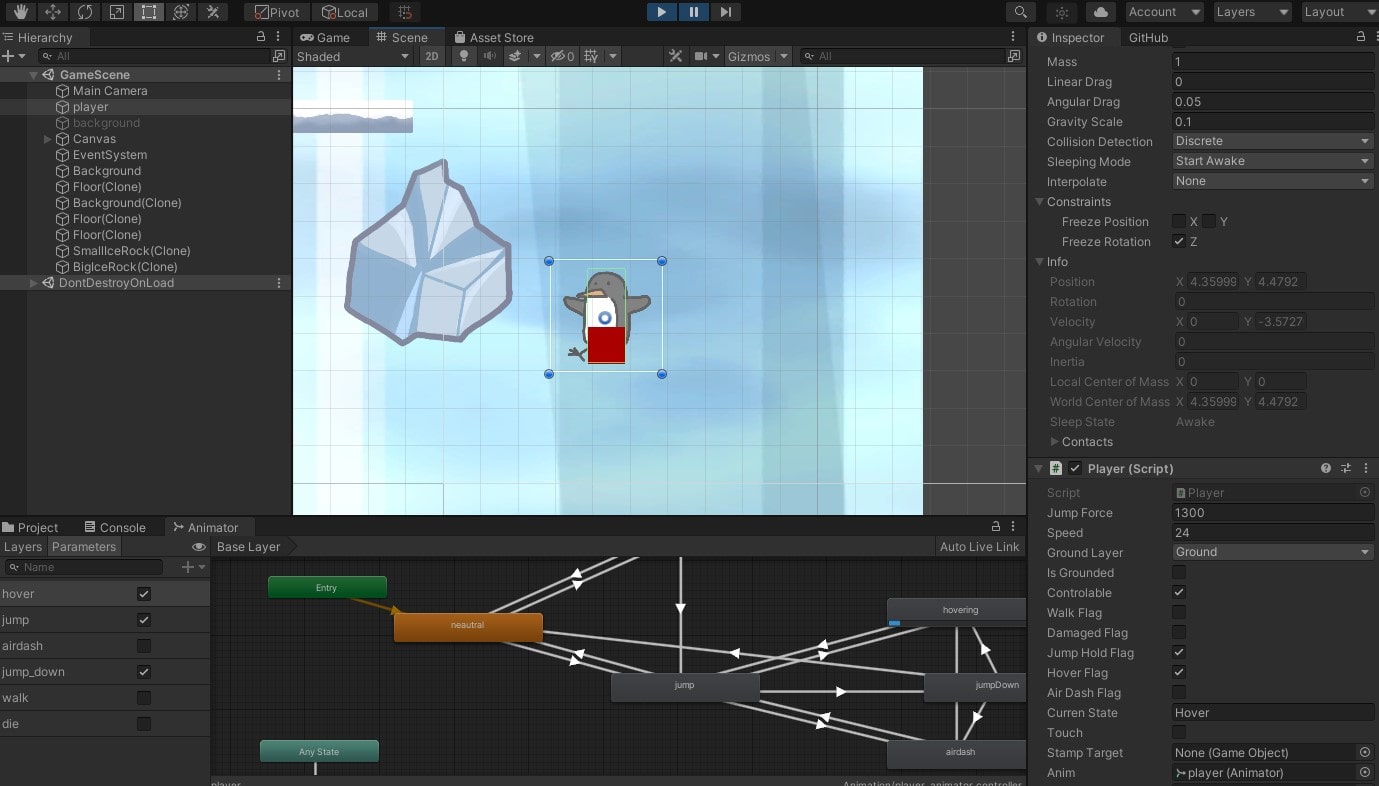 Pivot Local Account Layers Layout
Hierarchy
All
GameScene
Main Camera
player
background
Canvas
EventSystem
Background
Floor(Clone)
Background(Clone)
Floor(Clone)
Floor(Clone)
SmallIceRock(Clone)
BigIceRock(Clone)
DontDestroyOnLoad
Game Scene Asset Store
Shaded 2D 0 Gizmos All
Inspector GitHub
Mass 1
Linear Drag 0
Angular Drag 0.05
Gravity Scale 0.1
Collision Detection Discrete
Sleeping Mode Start Awake
Interpolate None
Constraints
Freeze Position X Y
Freeze Rotation Z
Info
Position X 4.35999 Y 4.4792
Rotation 0
Velocity X 0 Y -3.5727
Angular Velocity 0
Inertia 0
Local Center of Mass X 0 Y 0
World Center of Mass X 4.35999 Y 4.4792
Sleep State Awake
Contacts
# Player (Script)
Script Player
Jump Force 1300
Speed 24
Ground Layer Ground
Is Grounded
Controlable
Walk Flag
Damaged Flag
Jump Hold Flag
Hover Flag
Air Dash Flag
Curren State Hover
Touch
Stamp Target None (Game Object)
Anim player (Animator)
Project Console Animator
Layers Parameters
Name
hover
jump
airdash
jump_down
walk
die
Base Layer Auto Live Link
Entry
neautral
hovering
jump
jumpDown
airdash
Any State
player Animation/player_animator.controller